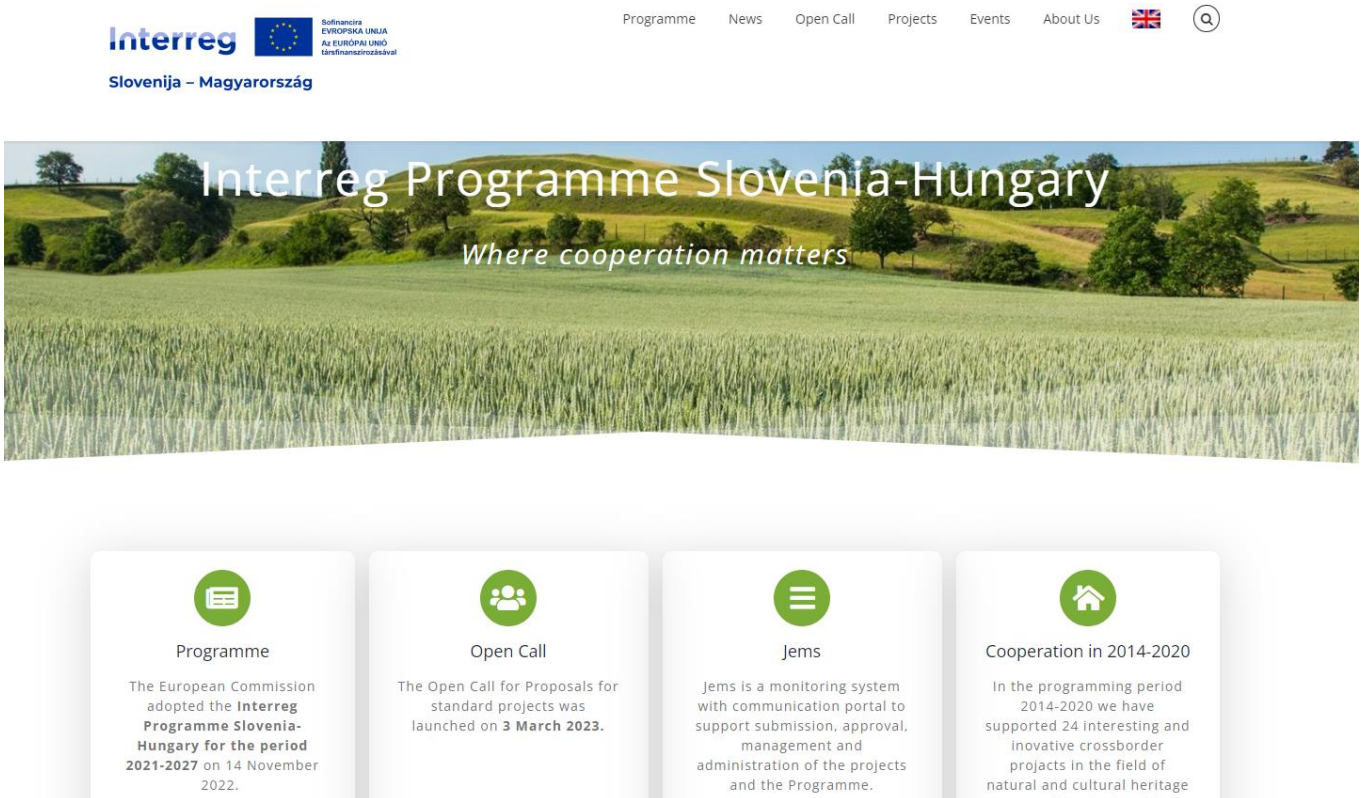 Interreg
Sofinancira
EVROPSKA UNIJA
Az EURÓPAI UNIÓ
társfinanszírozásával
Slovenija – Magyarország
Programme News Open Call Projects Events About Us
Interreg Programme Slovenia-Hungary
Where cooperation matters
Programme
The European Commission
adopted the Interreg
Programme Slovenia-
Hungary for the period
2021-2027 on 14 November
2022.
Open Call
The Open Call for Proposals for
standard projects was
launched on 3 March 2023.
Jems
Jems is a monitoring system
with communication portal to
support submission, approval,
management and
administration of the projects
and the Programme.
Cooperation in 2014-2020
In the programming period
2014-2020 we have
supported 24 interesting and
inovative crossborder
projects in the field of
natural and cultural heritage